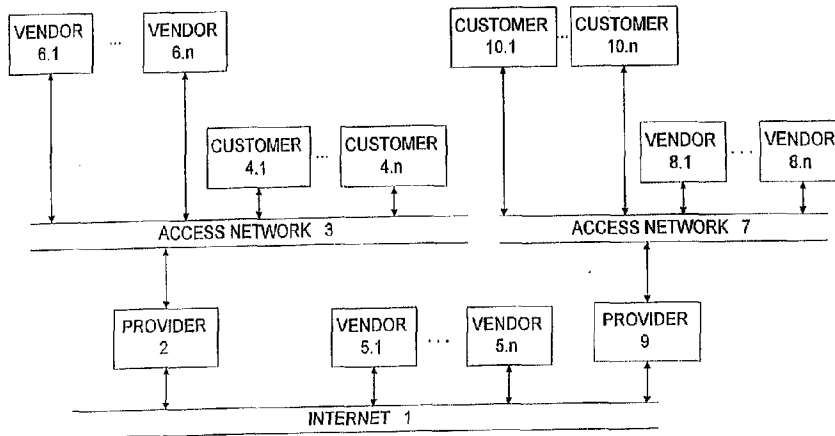 VENDOR
6.1
...
VENDOR
6.n
CUSTOMER
10.1
...
CUSTOMER
10.n
CUSTOMER
4.1
...
CUSTOMER
4.n
VENDOR
8.1
...
VENDOR
8.n
ACCESS NETWORK 3
ACCESS NETWORK 7
PROVIDER
2
VENDOR
5.1
...
VENDOR
5.n
PROVIDER
9
INTERNET 1